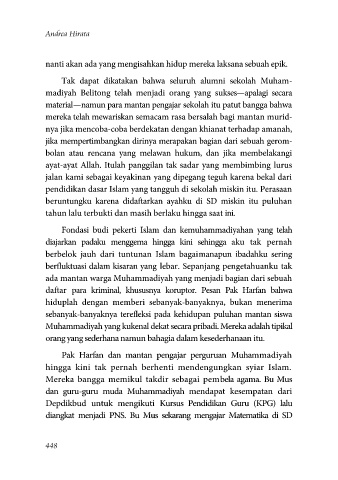 Andrea Hirata
nanti akan ada yang mengisahkan hidup mereka laksana sebuah epik.
Tak dapat dikatakan bahwa seluruh alumni sekolah Muham-
madiyah Belitong telah menjadi orang yang sukses—apalagi secara
material—namun para mantan pengajar sekolah itu patut bangga bahwa
mereka telah mewariskan semacam rasa bersalah bagi mantan murid-
nya jika mencoba-coba berdekatan dengan khianat terhadap amanah,
jika mempertimbangkan dirinya merapakan bagian dari sebuah gerom-
bolan atau rencana yang melawan hukum, dan jika membelakangi
ayat-ayat Allah. Itulah panggilan tak sadar yang membimbing lurus
jalan kami sebagai keyakinan yang dipegang teguh karena bekal dari
pendidikan dasar Islam yang tangguh di sekolah miskin itu. Perasaan
beruntungku karena didaftarkan ayahku di SD miskin itu puluhan
tahun lalu terbukti dan masih berlaku hingga saat ini.
Fondasi budi pekerti Islam dan kemuhammadiyahan yang telah
diajarkan padaku menggema hingga kini sehingga aku tak pernah
berbelok jauh dari tuntunan Islam bagaimanapun ibadahku sering
berfluktuasi dalam kisaran yang lebar. Sepanjang pengetahuanku tak
ada mantan warga Muhammadiyah yang menjadi bagian dari sebuah
daftar para kriminal, khususnya koruptor. Pesan Pak Harfan bahwa
hiduplah dengan memberi sebanyak-banyaknya, bukan menerima
sebanyak-banyaknya terefleksi pada kehidupan puluhan mantan siswa
Muhammadiyah yang kukenal dekat secara pribadi. Mereka adalah tipikal
orang yang sederhana namun bahagia dalam kesederhanaan itu.
Pak Harfan dan mantan pengajar perguruan Muhammadiyah
hingga kini tak pernah berhenti mendengungkan syiar Islam.
Mereka bangga memikul takdir sebagai pembela agama. Bu Mus
dan guru-guru muda Muhammadiyah mendapat kesempatan dari
Depdikbud untuk mengikuti Kursus Pendidikan Guru (KPG) lalu
diangkat menjadi PNS. Bu Mus sekarang mengajar Matematika di SD
448